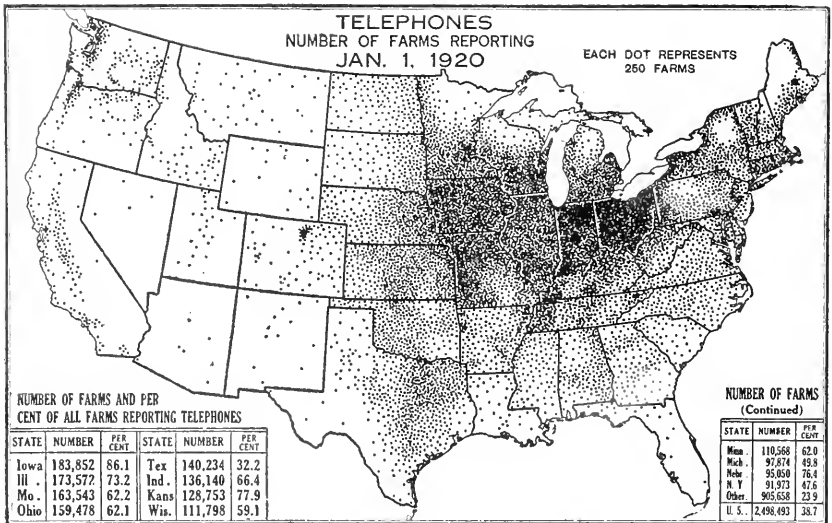 TELEPHONES
NUMBER OF FARMS REPORTING
JAN. 1, 1920
EACH DOT REPRESENTS
250 FARMS
NUMBER OF FARMS AND PER
CENT OF ALL FARMS REPORTING TELEPHONES
STATE NUMBER PER CENT STATE NUMBER PER CENT
Iowa 183,852 86.1 Tex 140,234 32.2
Ill . 173,572 73.2 Ind. 136,140 66.4
Mo. 163,543 62.2 Kans 128,753 77.9
Ohio 159,478 62.1 Wis. 111,798 59.1
NUMBER OF FARMS
(Continued)
STATE NUMBER PER CENT
Minn . 110,568 62.0
Mich . 97,874 49.8
Nebr . 95,050 76.4
N. Y 91,973 47.6
Other. 905,658 23.9
U. S. . 2,498,493 38.7